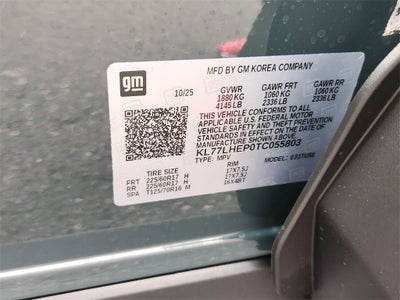 gm
MFD BY GM KOREA COMPANY
10/25 GVWR GAWR FRT GAWR RR
1880 KG 1060 KG 1060 KG
4145 LB 2336 LB 2336 LB
THIS VEHICLE CONFORMS TO ALL
APPLICABLE U.S. FEDERAL MOTOR
VEHICLE SAFETY AND THEFT PREVENTION
STANDARDS IN EFFECT ON THE DATE OF
MANUFACTURE SHOWN ABOVE.
KL77LHEP0TC055803
TYPE: MPV MODEL: 031TUS8
TIRE SIZE RIM
FRT 225/60R17 H 17X7.5J
RR 225/60R17 H 17X7.5J
SPA T125/70R16 M 16X4BT